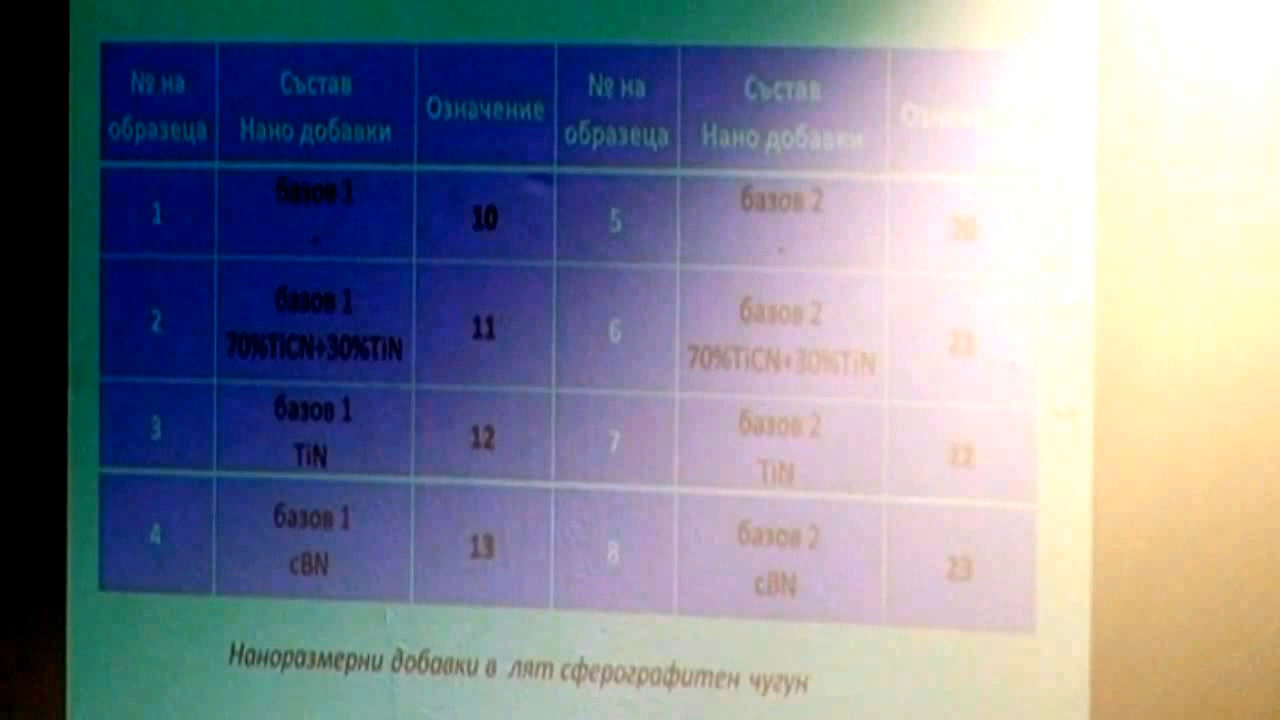 № на образеца
Състав Нано добавки
Означение
№ на образеца
Състав Нано добавки
1
базов 1
10
5
базов 2
20
2
базов 1 70%TiCN+30%TiN
11
6
базов 2 70%TiCN+30%TiN
21
3
базов 1 TiN
12
7
базов 2 TiN
22
4
базов 1 cBN
13
8
базов 2 cBN
23
Наноразмерни добавки в лят сферографитен чугун